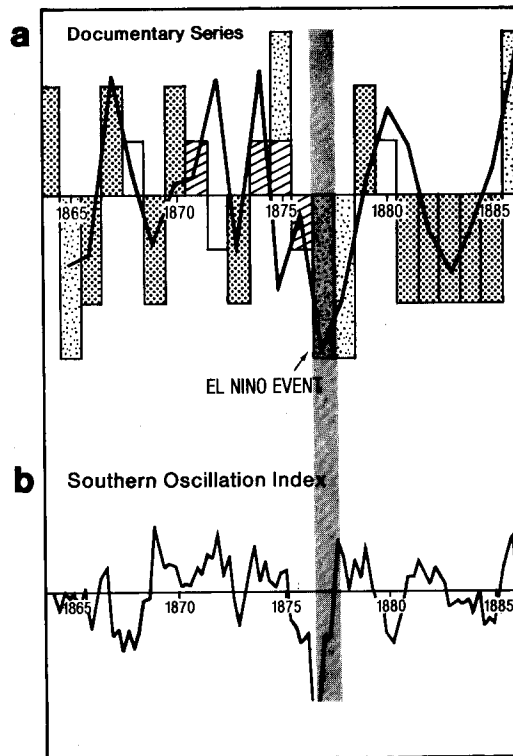 a
Documentary Series
1865 1870 1875 1880 1885
EL NINO EVENT
b
Southern Oscillation Index
1865 1870 1875 1880 1885